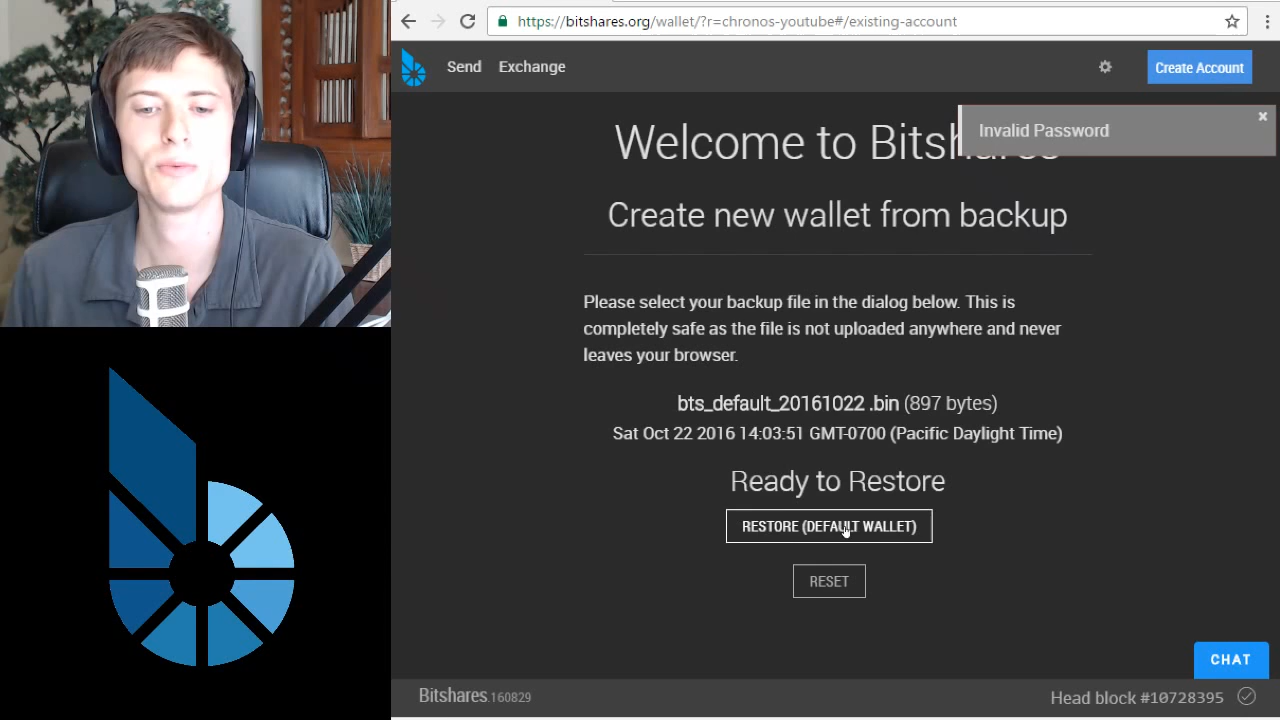 https://bitshares.org/wallet/?r=chronos-youtube#/existing-account
Send Exchange Create Account
Invalid Password
Welcome to Bitshares
Create new wallet from backup
Please select your backup file in the dialog below. This is
completely safe as the file is not uploaded anywhere and never
leaves your browser.
bts_default_20161022 .bin (897 bytes)
Sat Oct 22 2016 14:03:51 GMT-0700 (Pacific Daylight Time)
Ready to Restore
RESTORE (DEFAULT WALLET)
RESET
CHAT
Bitshares.160829 Head block #10728395